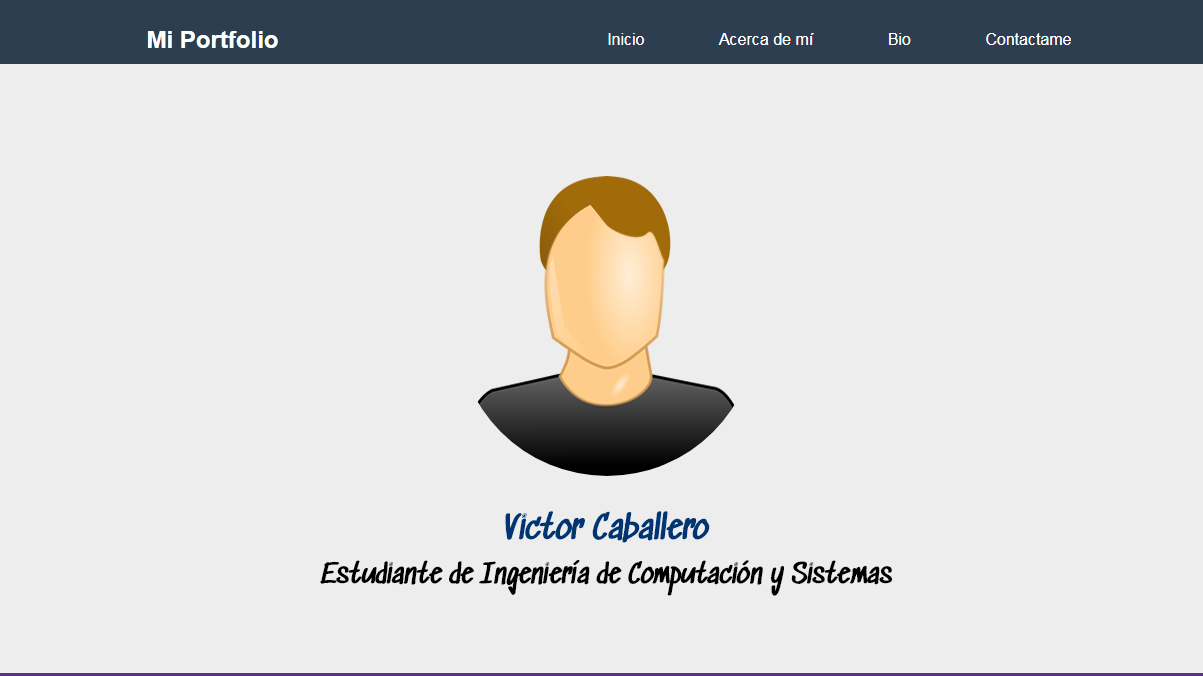 Mi Portfolio
Inicio
Acerca de mí
Bio
Contactame
Victor Caballero
Estudiante de Ingeniería de Computación y Sistemas